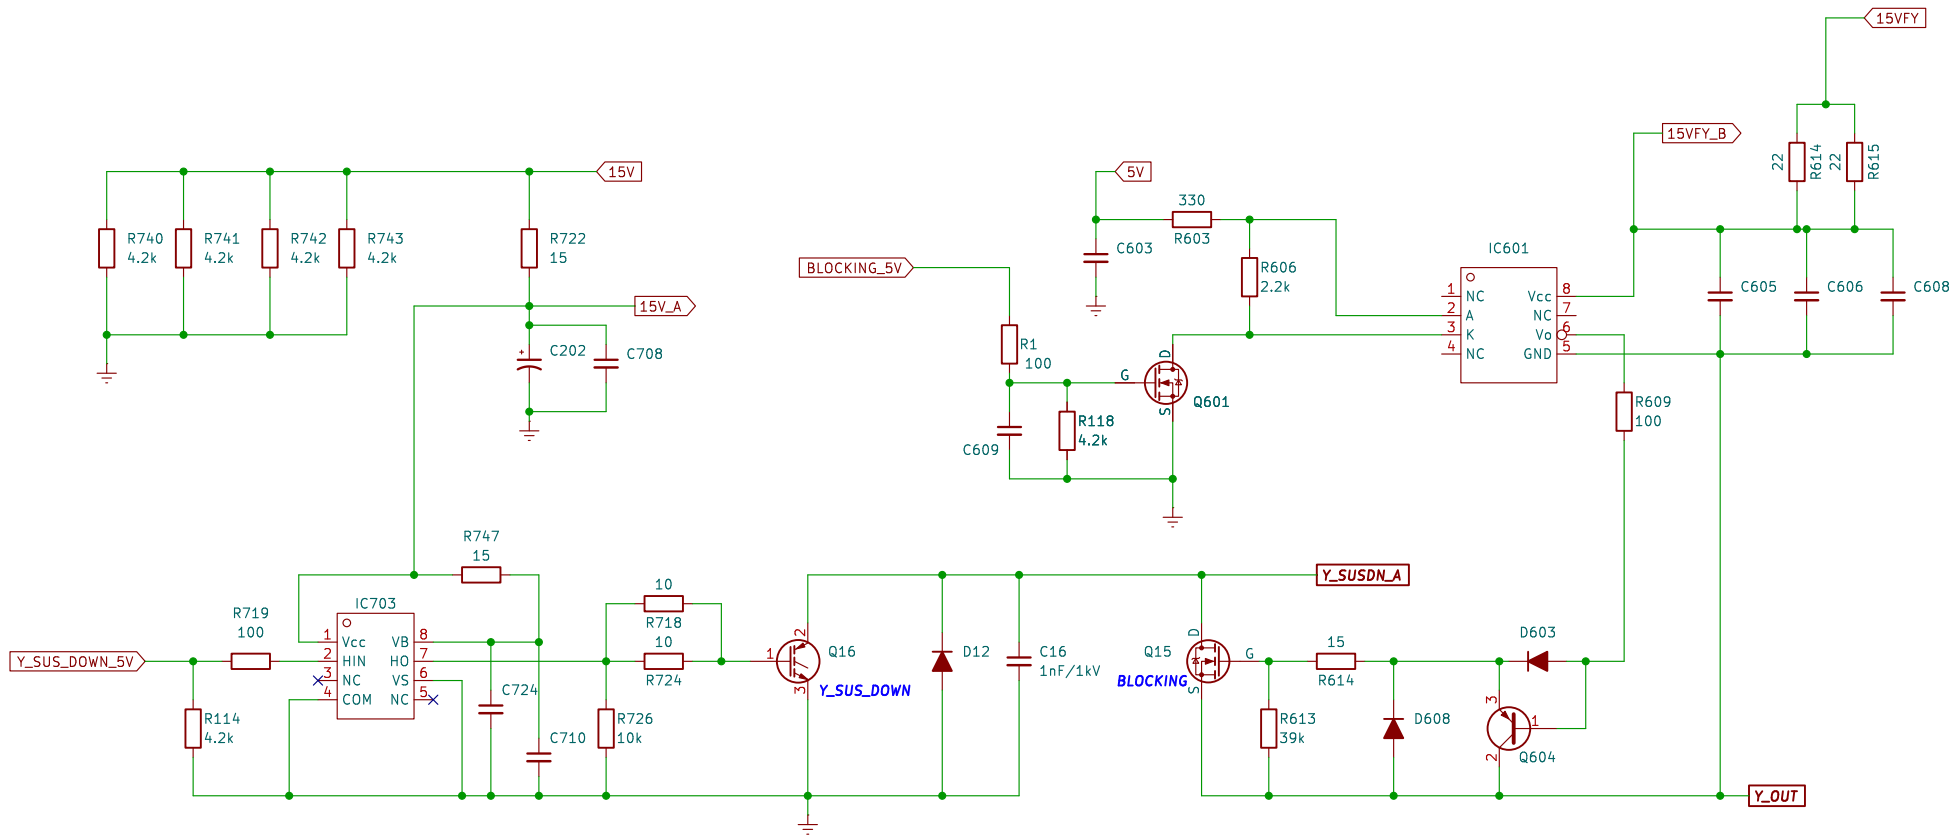 15VFY
15VFY_B
22
R614
22
R615
15V
5V
330
R603
R740
4.2k
R741
4.2k
R742
4.2k
R743
4.2k
R722
15
C603
IC601
BLOCKING_5V
R606
2.2k
C605
C606
C608
1
NC
Vcc
8
2
A
NC
7
3
K
Vo
6
4
NC
GND
5
15V_A
+
C202
C708
R1
100
D
G
S
Q601
R609
100
R118
4.2k
C609
R747
15
Y_SUSDN_A
10
R718
IC703
R719
100
1
Vcc
VB
8
2
HIN
HO
7
3
NC
VS
6
4
COM
NC
5
Y_SUS_DOWN_5V
10
R724
2
1
3
Q16
Y_SUS_DOWN
D12
C16
1nF/1kV
Q15
BLOCKING
D
G
S
15
R614
D603
C724
R114
4.2k
C710
R726
10k
R613
39k
D608
3
1
2
Q604
Y_OUT